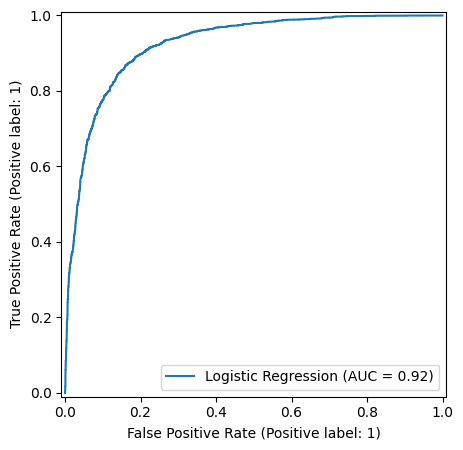 1.0
0.8
0.6
0.4
0.2
0.0
True Positive Rate (Positive label: 1)
Logistic Regression (AUC = 0.92)
0.0 0.2 0.4 0.6 0.8 1.0
False Positive Rate (Positive label: 1)